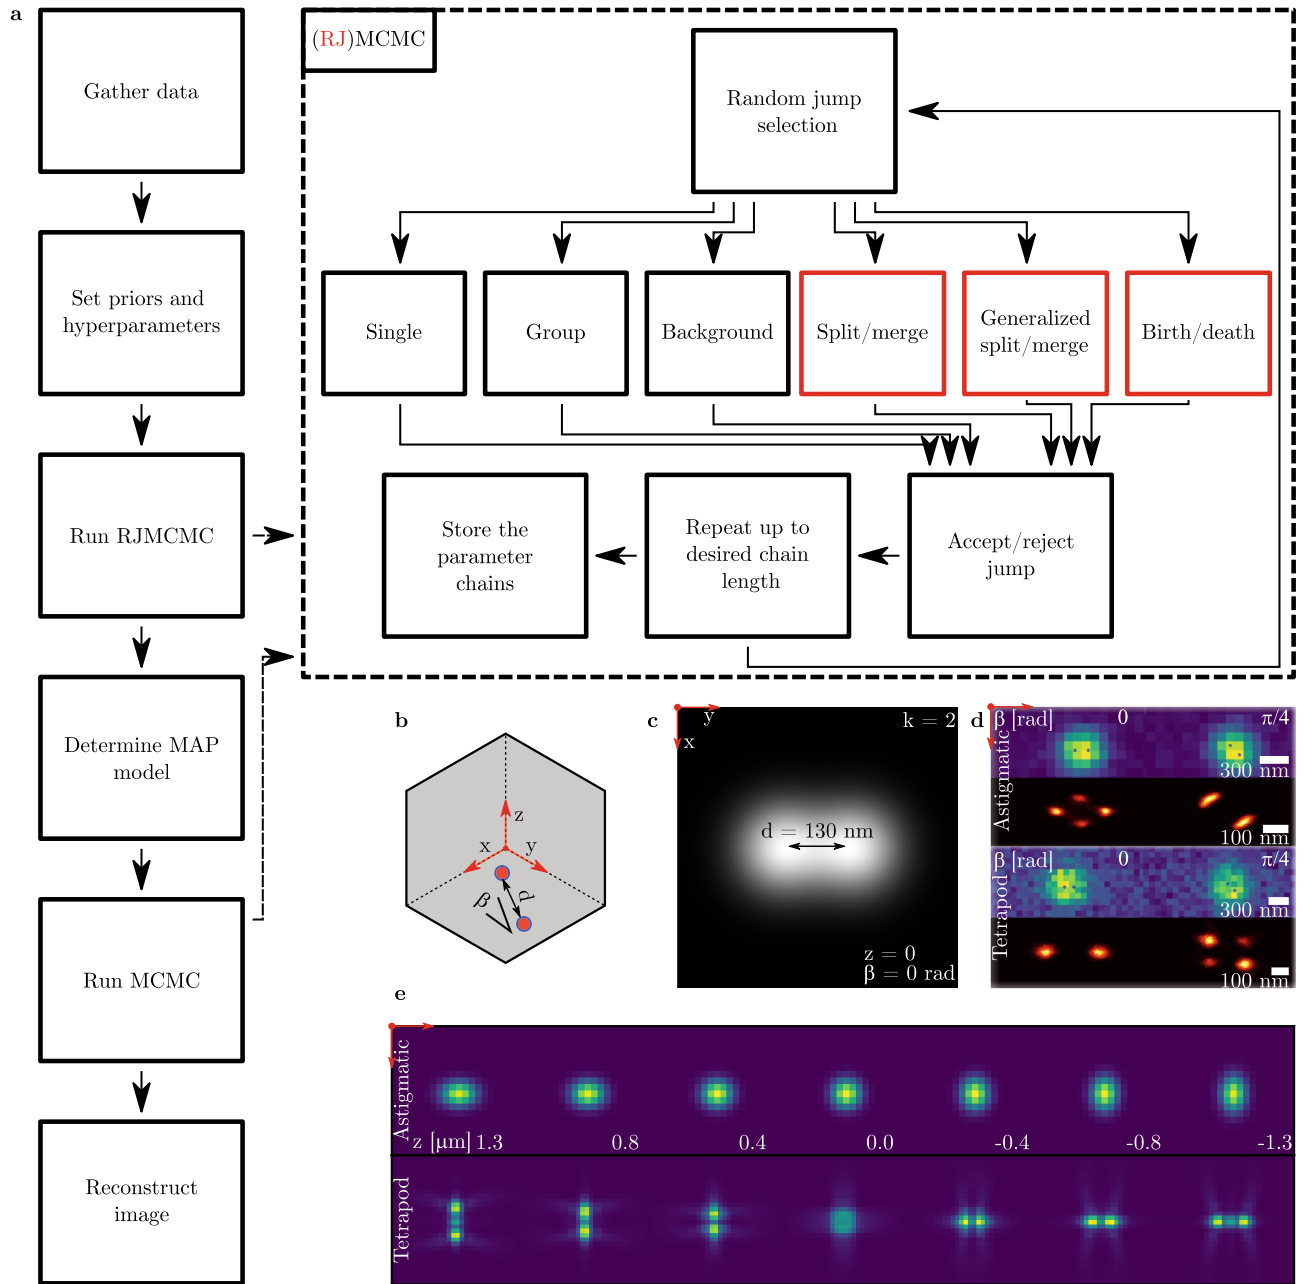 a
Gather data
Set priors and
hyperparameters
Run RJMCMC
Determine MAP
model
Run MCMC
Reconstruct
image
(RJ)MCMC
Random jump
selection
Single
Group
Background
Split/merge
Generalized
split/merge
Birth/death
Store the
parameter
chains
Repeat up to
desired chain
length
Accept/reject
jump
b
z
x
y
β
d
c
y
x
k = 2
d = 130 nm
z = 0
β = 0 rad
d
β [rad]
0
π/4
Astigmatic
300 nm
100 nm
β [rad]
0
π/4
Tetrapod
300 nm
100 nm
e
Astigmatic
z [µm] 1.3
0.8
0.4
0.0
-0.4
-0.8
-1.3
Tetrapod